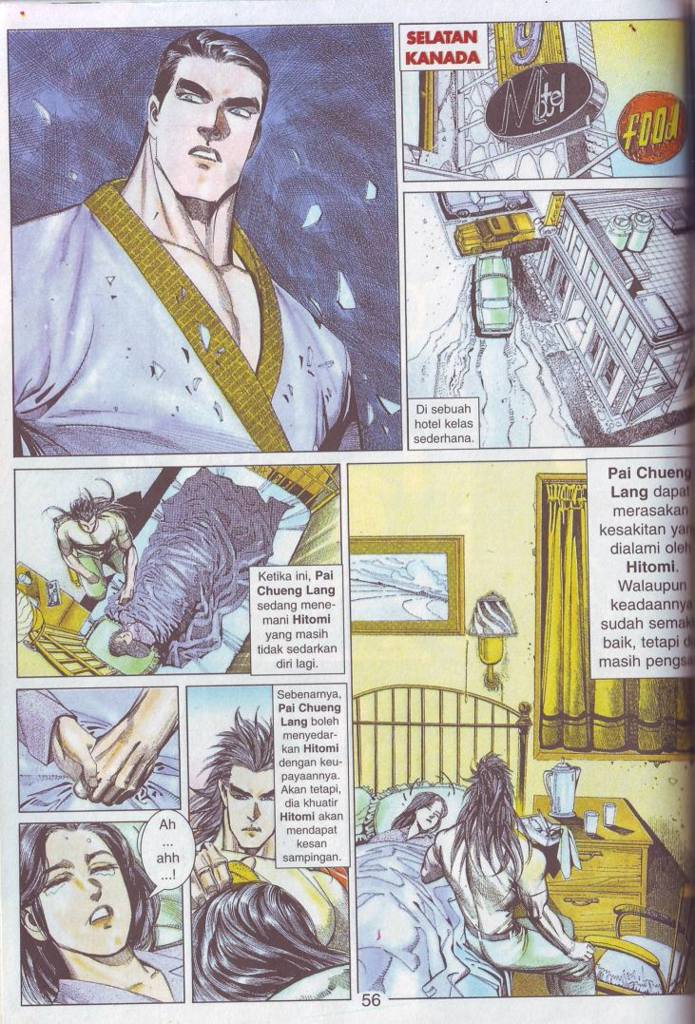 SELATAN
KANADA
y
Motel
FOOD
Di sebuah
hotel kelas
sederhana.
Ketika ini, Pai
Chueng Lang
sedang mene-
mani Hitomi
yang masih
tidak sedarkan
diri lagi.
Pai Chueng
Lang dapat
merasakan
kesakitan
dialami oleh
Hitomi.
Walaupun
sudah
baik, tetapi
masih
Sebenarnya,
Pai Chueng
Lang boleh
menyedar-
kan Hitomi
dengan keu-
payaannya.
Akan tetapi,
dia khuatir
Hitomi akan
mendapat
kesan
sampingan.
Ah
...
ahh
...!
56